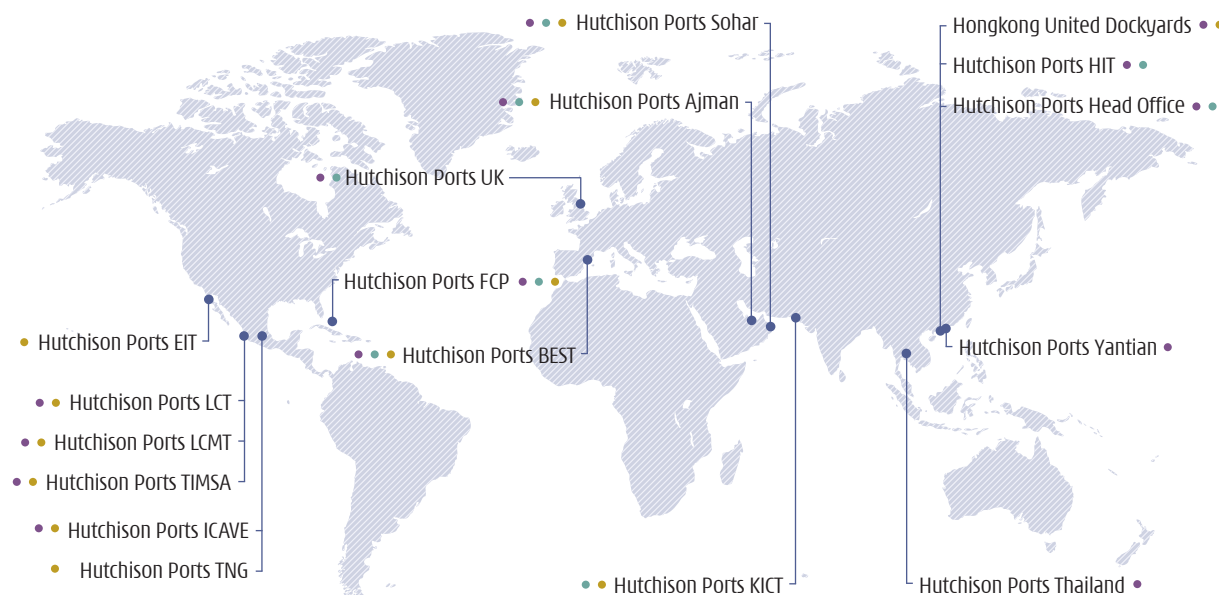 Hutchison Ports Sohar
Hongkong United Dockyards
Hutchison Ports HIT
Hutchison Ports Ajman
Hutchison Ports Head Office
Hutchison Ports UK
Hutchison Ports FCP
Hutchison Ports EIT
Hutchison Ports BEST
Hutchison Ports Yantian
Hutchison Ports LCT
Hutchison Ports LCMT
Hutchison Ports TIMSA
Hutchison Ports ICAVE
Hutchison Ports TNG
Hutchison Ports KICT
Hutchison Ports Thailand